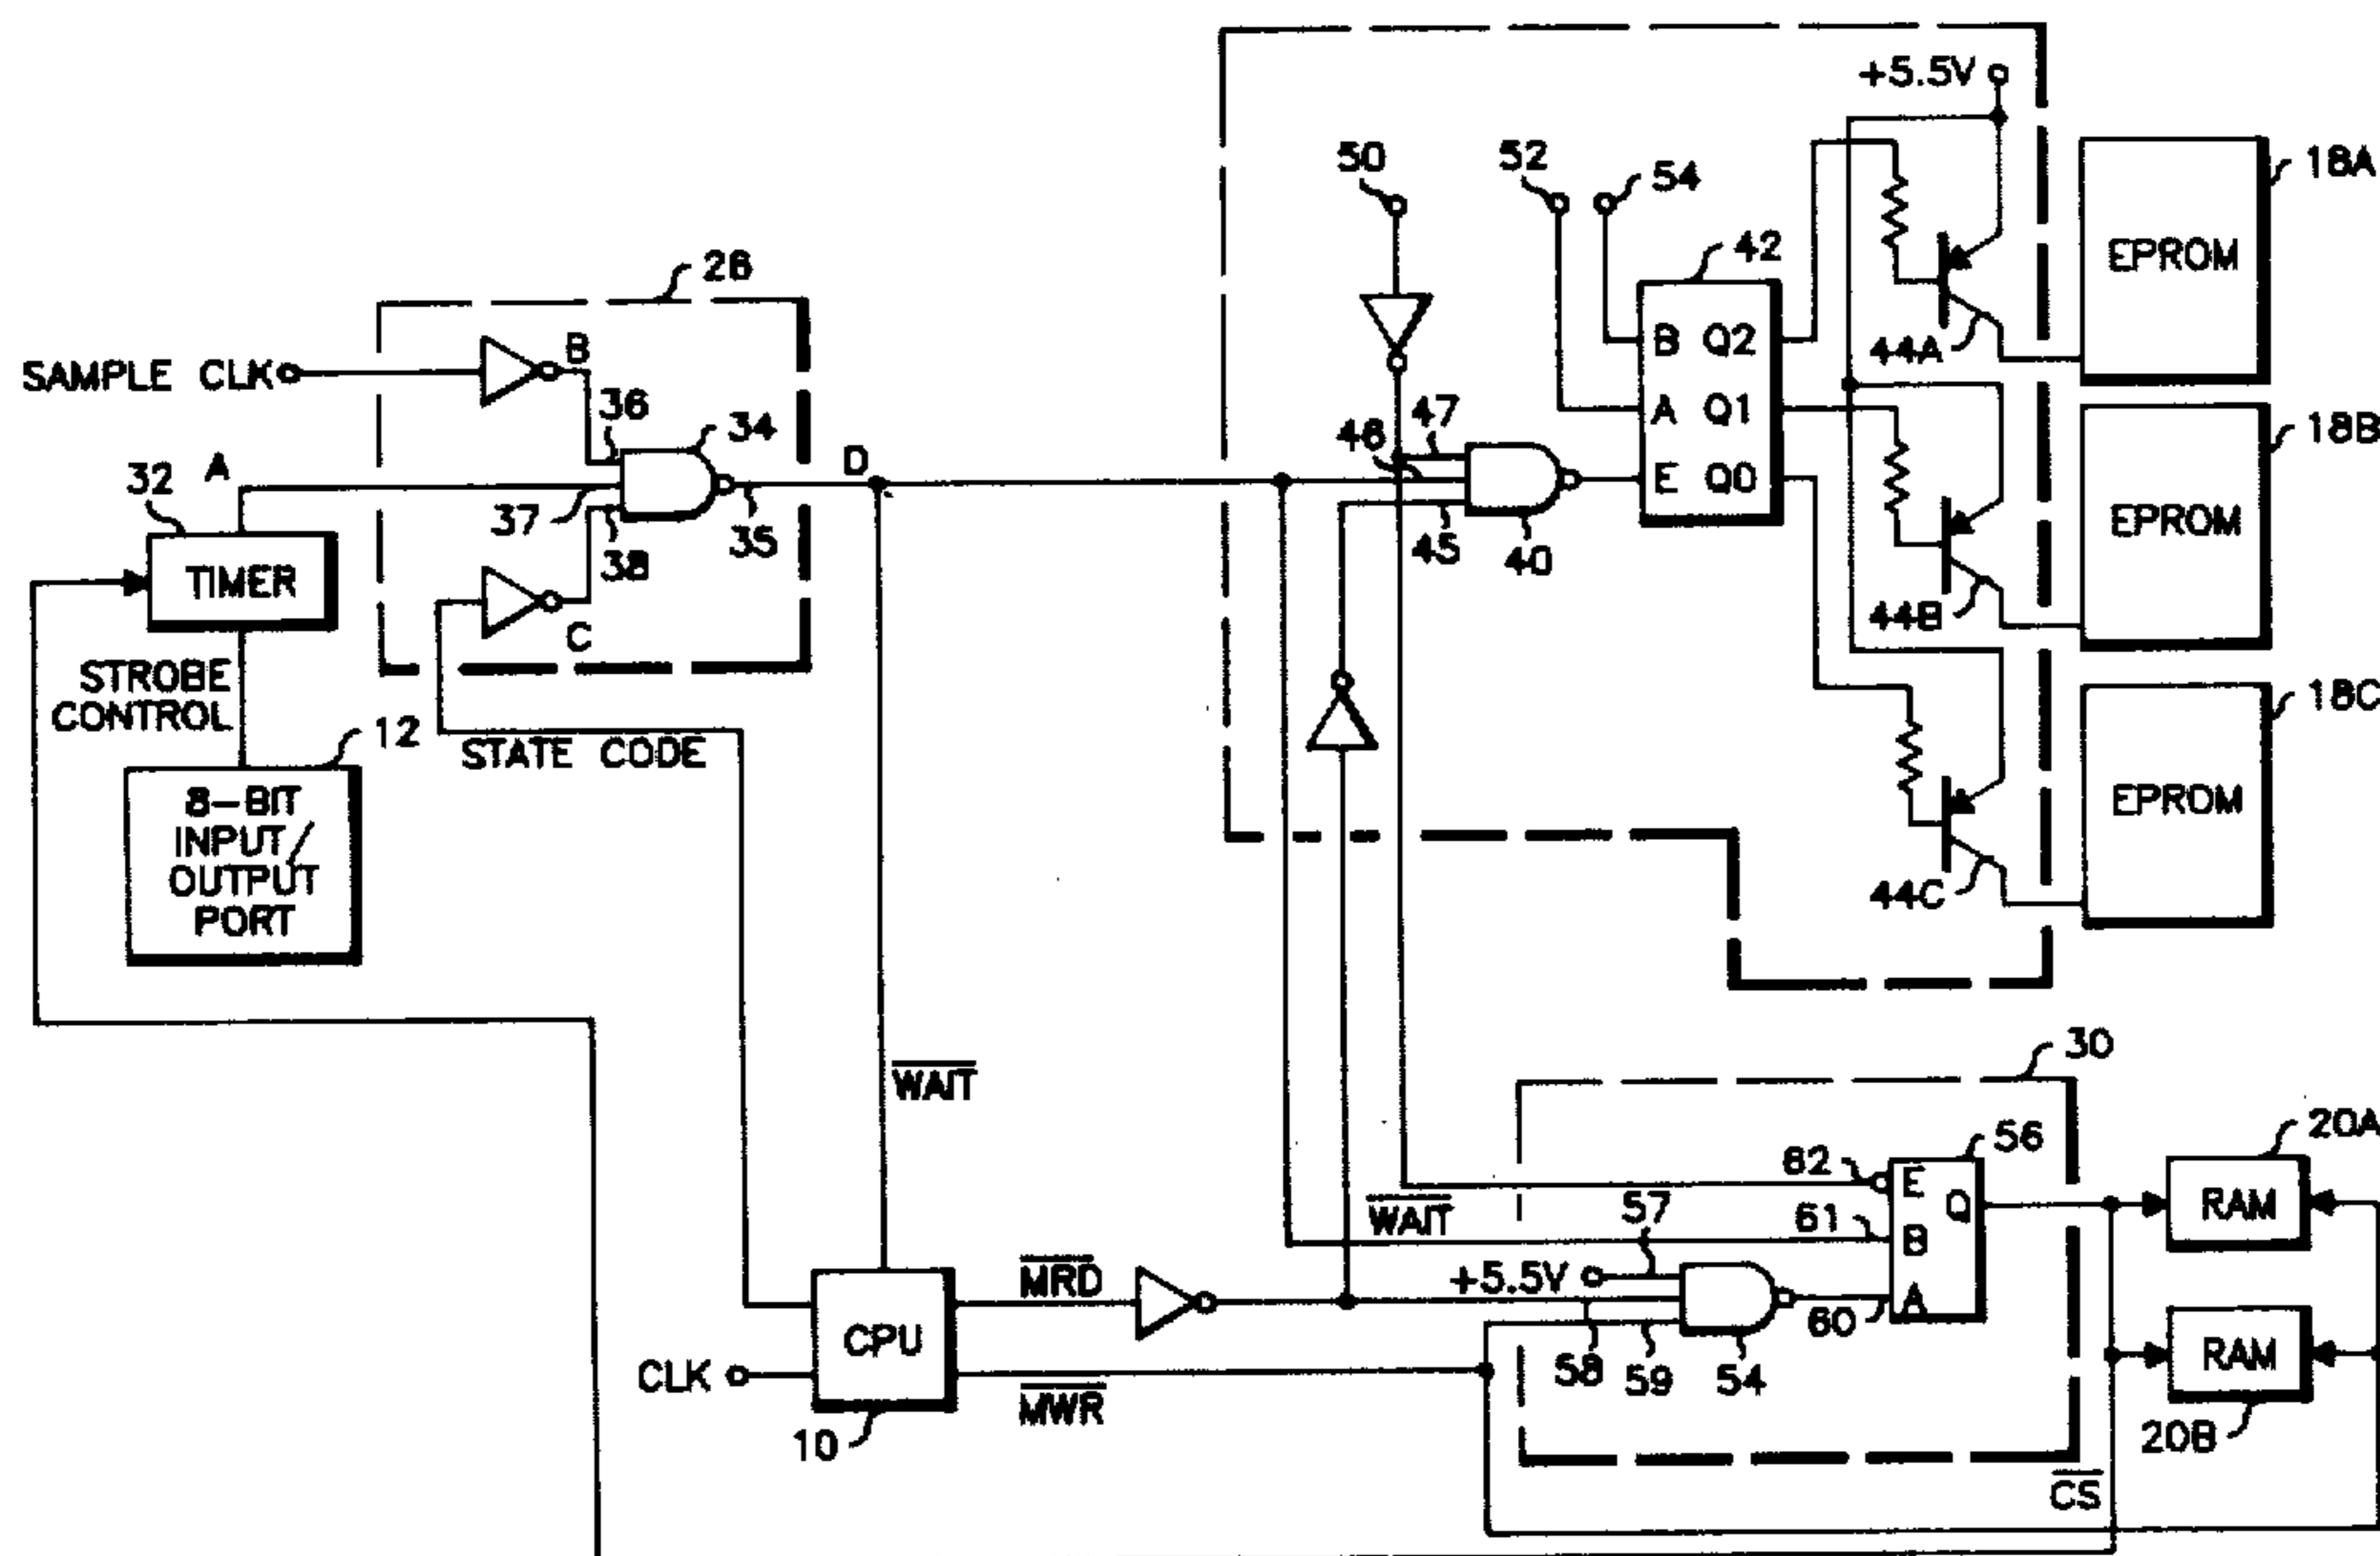 +5.5V
50
52
54
42
18A
EPROM
B Q2
44A
26
SAMPLE CLK
B
36
34
47
46
A Q1
18B
EPROM
32
A
37
38
35
D
45
40
E Q0
44B
TIMER
C
STROBE
CONTROL
12
STATE CODE
18C
EPROM
8-BIT
INPUT/
OUTPUT
PORT
44C
WAIT
30
56
20A
62
E
Q
RAM
WAIT
57
61
B
MRD
+5.5V
60
A
CPU
58
59
54
RAM
CLK
MWR
10
20B
CS